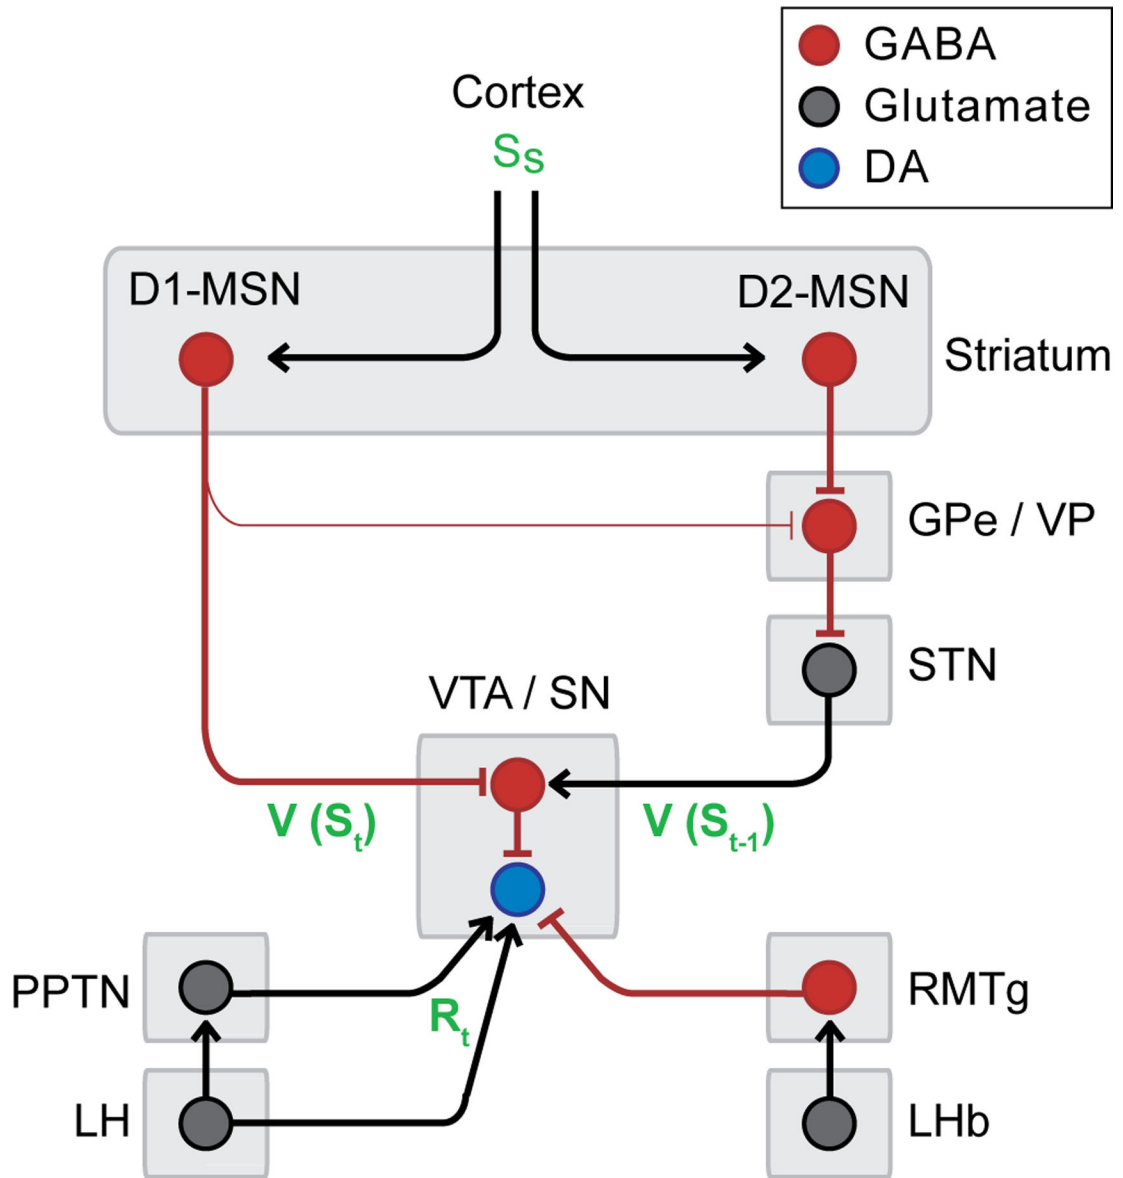 GABA
Glutamate
DA
Cortex
Ss
D1-MSN
D2-MSN
Striatum
GPe / VP
STN
VTA / SN
V (St)
V (St-1)
PPTN
Rt
RMTg
LH
LHb